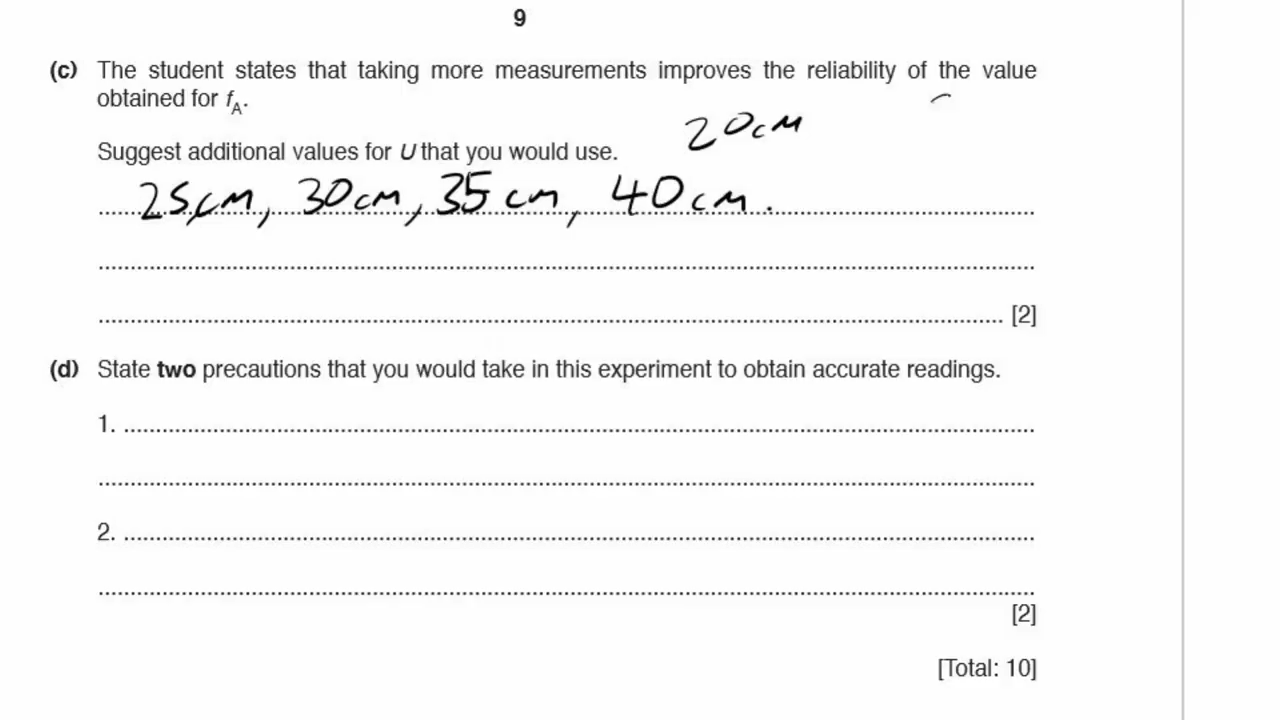 9
(c) The student states that taking more measurements improves the reliability of the value
obtained for fA.
20cm
Suggest additional values for U that you would use.
25cm, 30cm, 35cm, 40cm.
[2]
(d) State two precautions that you would take in this experiment to obtain accurate readings.
1.
2.
[2]
[Total: 10]